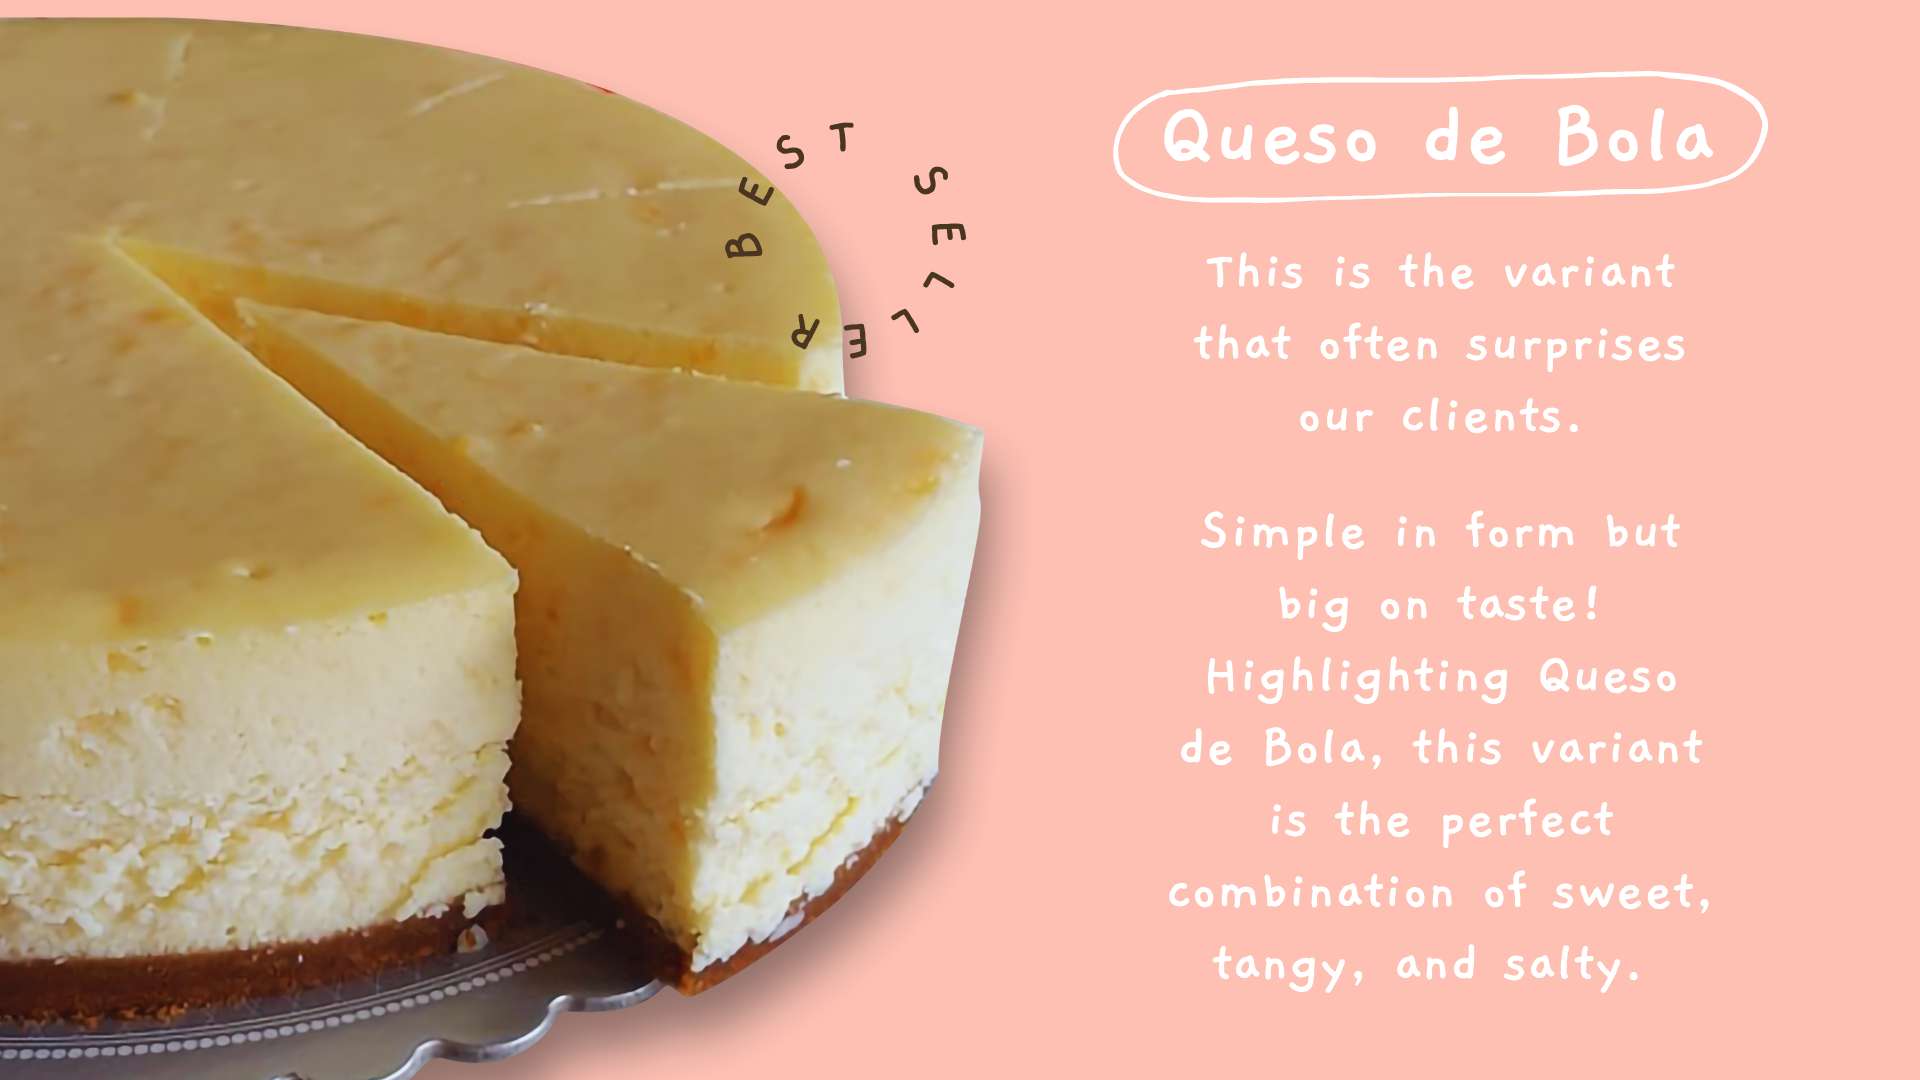 BEST SELLER
Queso de Bola
This is the variant
that often surprises
our clients.
Simple in form but
big on taste!
Highlighting Queso
de Bola, this variant
is the perfect
combination of sweet,
tangy, and salty.